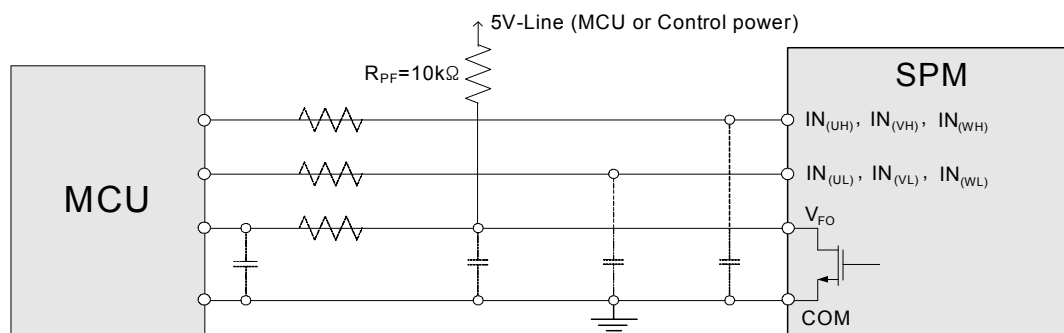 5V-Line (MCU or Control power)
R_PF=10kΩ
SPM
IN_(UH), IN_(VH), IN_(WH)
IN_(UL), IN_(VL), IN_(WL)
MCU
V_FO
COM